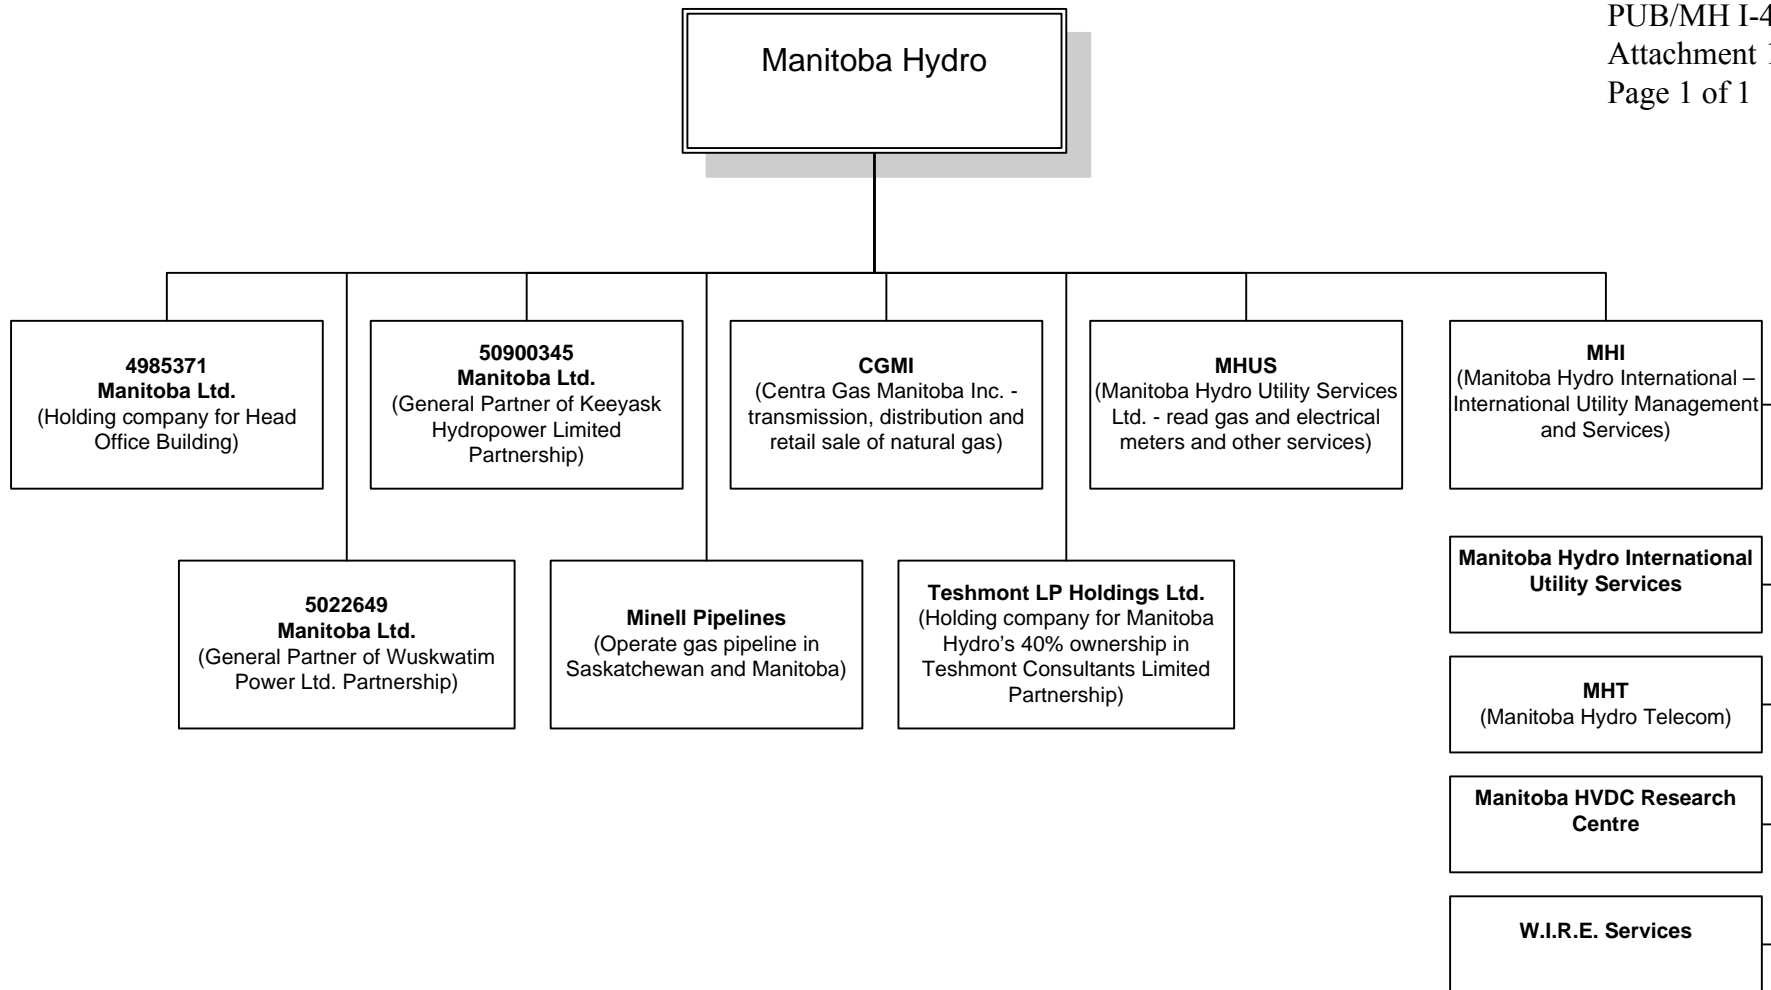 PUB/MH I-4
Attachment 1
Page 1 of 1
Manitoba Hydro
4985371
Manitoba Ltd.
(Holding company for Head
Office Building)
50900345
Manitoba Ltd.
(General Partner of Keeyask
Hydropower Limited
Partnership)
CGMI
(Centra Gas Manitoba Inc. -
transmission, distribution and
retail sale of natural gas)
MHUS
(Manitoba Hydro Utility Services
Ltd. - read gas and electrical
meters and other services)
MHI
(Manitoba Hydro International –
International Utility Management
and Services)
5022649
Manitoba Ltd.
(General Partner of Wuskwatim
Power Ltd. Partnership)
Minell Pipelines
(Operate gas pipeline in
Saskatchewan and Manitoba)
Teshmont LP Holdings Ltd.
(Holding company for Manitoba
Hydro’s 40% ownership in
Teshmont Consultants Limited
Partnership)
Manitoba Hydro International
Utility Services
MHT
(Manitoba Hydro Telecom)
Manitoba HVDC Research
Centre
W.I.R.E. Services